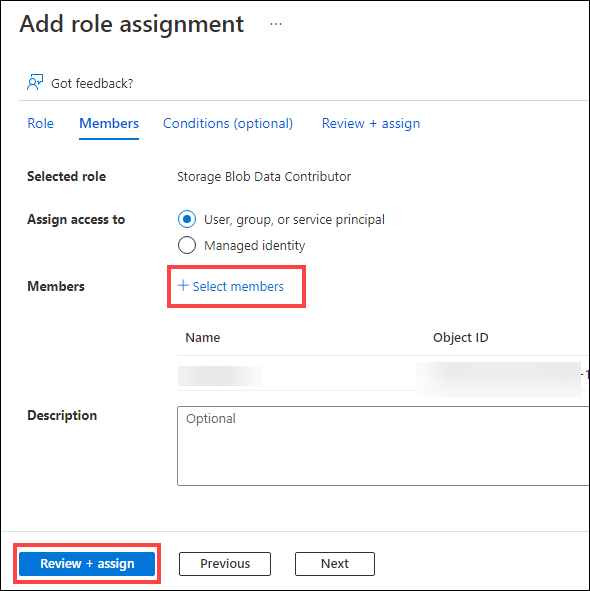 Add role assignment ...
Got feedback?
Role Members Conditions (optional) Review + assign
Selected role Storage Blob Data Contributor
Assign access to User, group, or service principal
Managed identity
Members + Select members
Name Object ID
Description Optional
Review + assign Previous Next